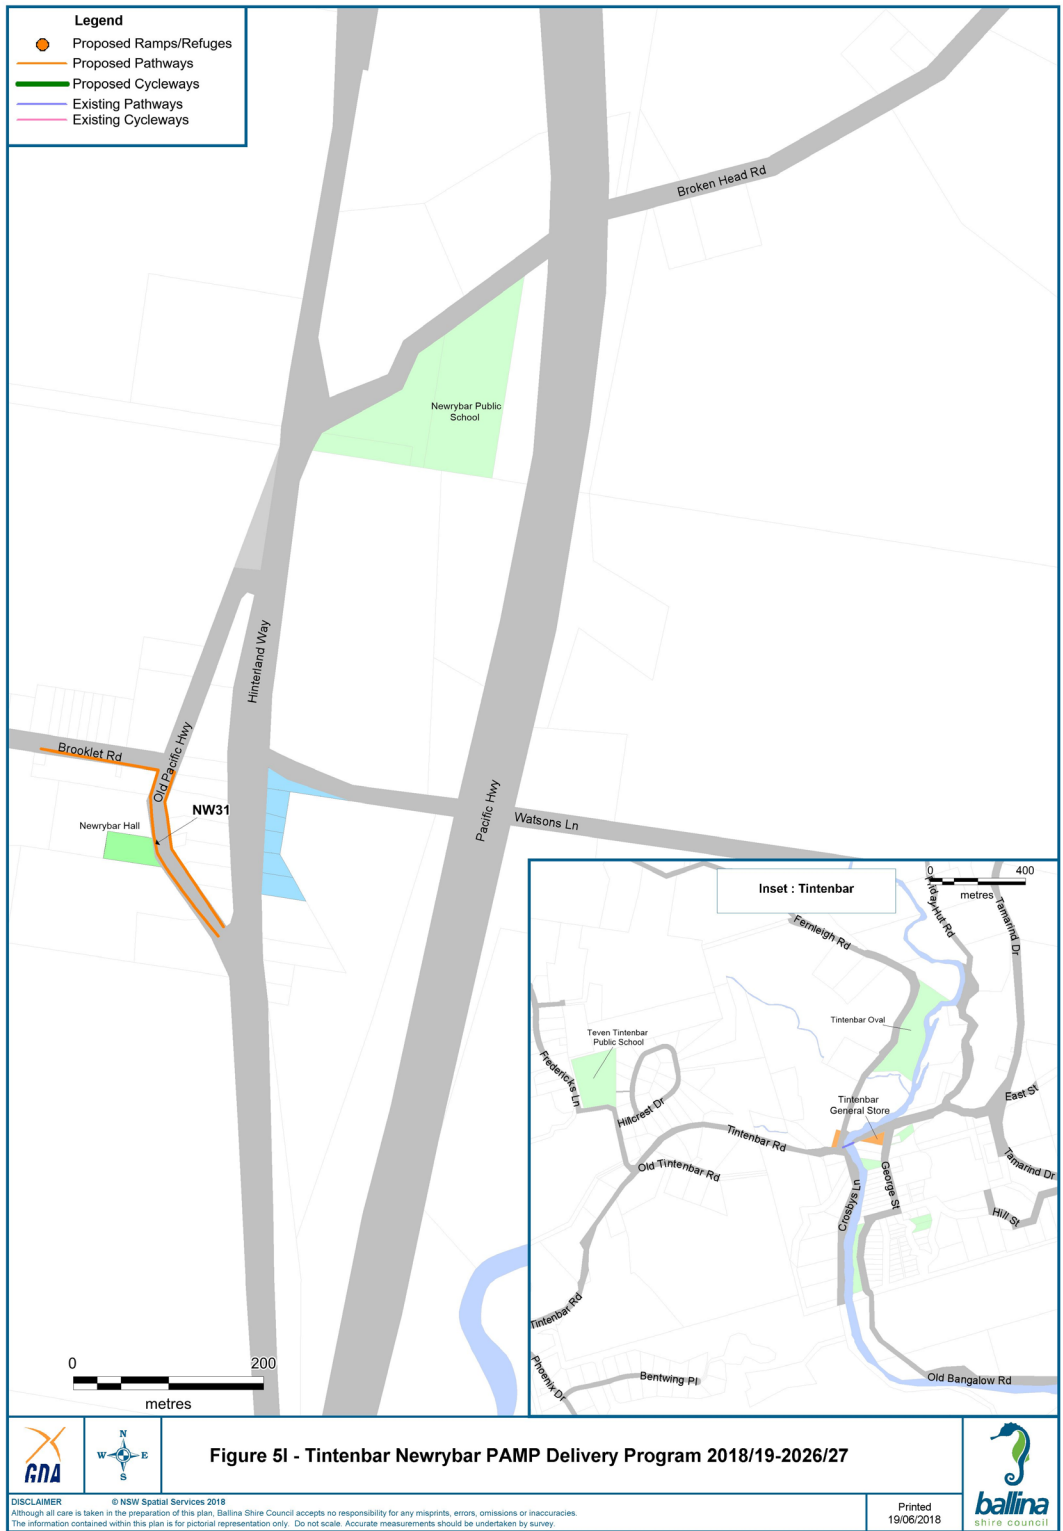 Legend
Proposed Ramps/Refuges
Proposed Pathways
Proposed Cycleways
Existing Pathways
Existing Cycleways
Broken Head Rd
Newrybar Public
School
Hinterland Way
Old Pacific Hwy
Brooklet Rd
NW31
Newrybar Hall
Pacific Hwy
Watsons Ln
Inset : Tintenbar
0 400
metres
Friday Hut Rd
Tamarind Dr
Fernleigh Rd
Tintenbar Oval
Teven Tintenbar
Public School
Fredericks Ln
Hillcrest Dr
Tintenbar
General Store
East St
Tintenbar Rd
Old Tintenbar Rd
Tamarind Dr
George St
Crosbys Ln
Hill St
Tintenbar Rd
Phoenix Dr
Bentwing Pl
Old Bangalow Rd
0 200
metres
GDA
N
W E
S
Figure 5I - Tintenbar Newrybar PAMP Delivery Program 2018/19-2026/27
ballina
shire council
DISCLAIMER © NSW Spatial Services 2018
Although all care is taken in the preparation of this plan, Ballina Shire Council accepts no responsibility for any misprints, errors, omissions or inaccuracies.
The information contained within this plan is for pictorial representation only. Do not scale. Accurate measurements should be undertaken by survey.
Printed
19/06/2018